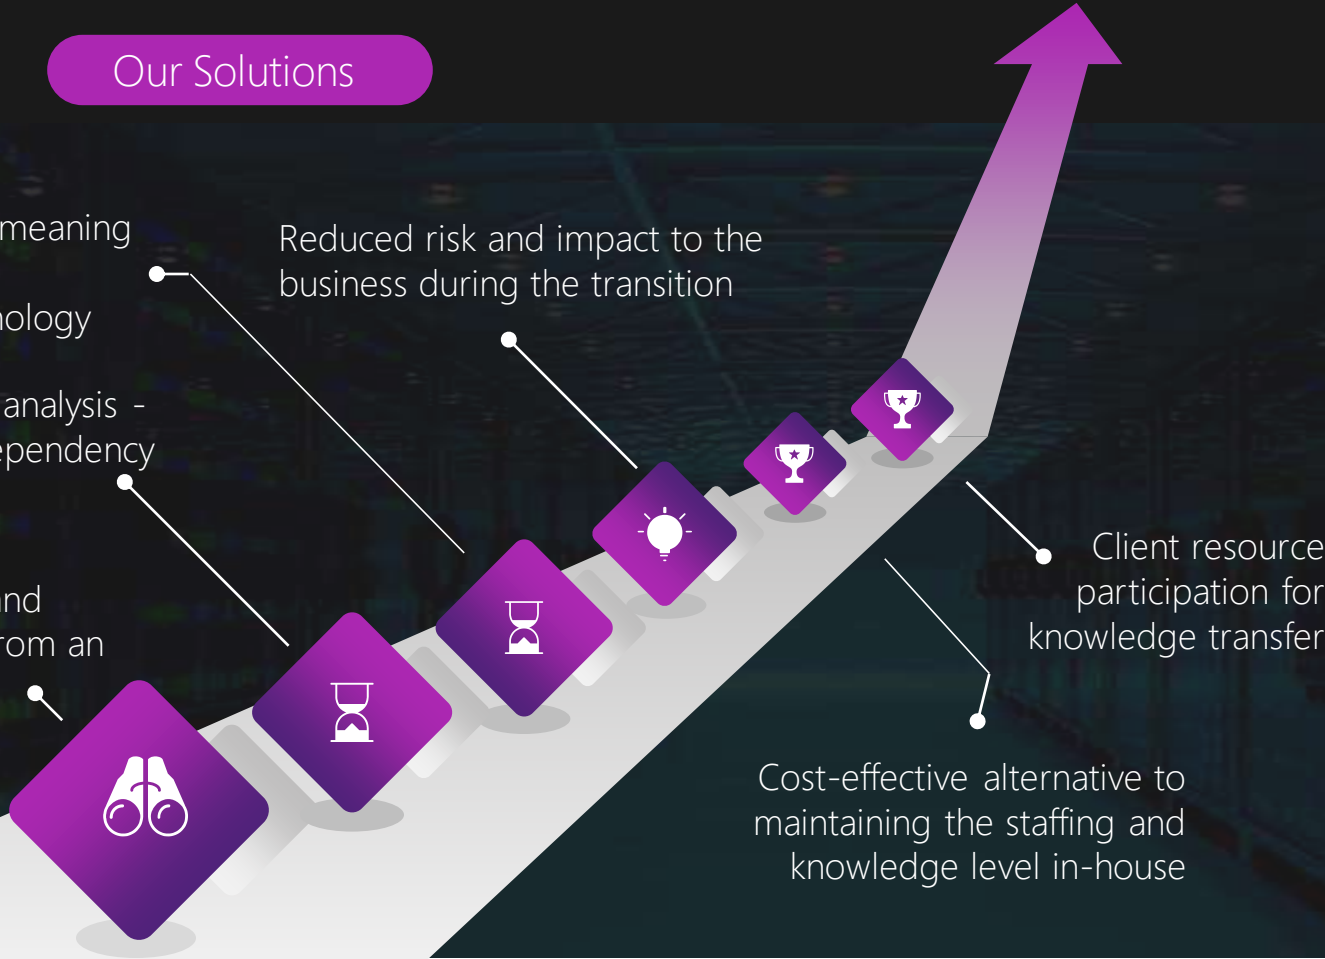 Our Solutions
meaning
nology
analysis -
ependency
nd
rom an
Reduced risk and impact to the
business during the transition
Client resource
participation for
knowledge transfer
Cost-effective alternative to
maintaining the staffing and
knowledge level in-house